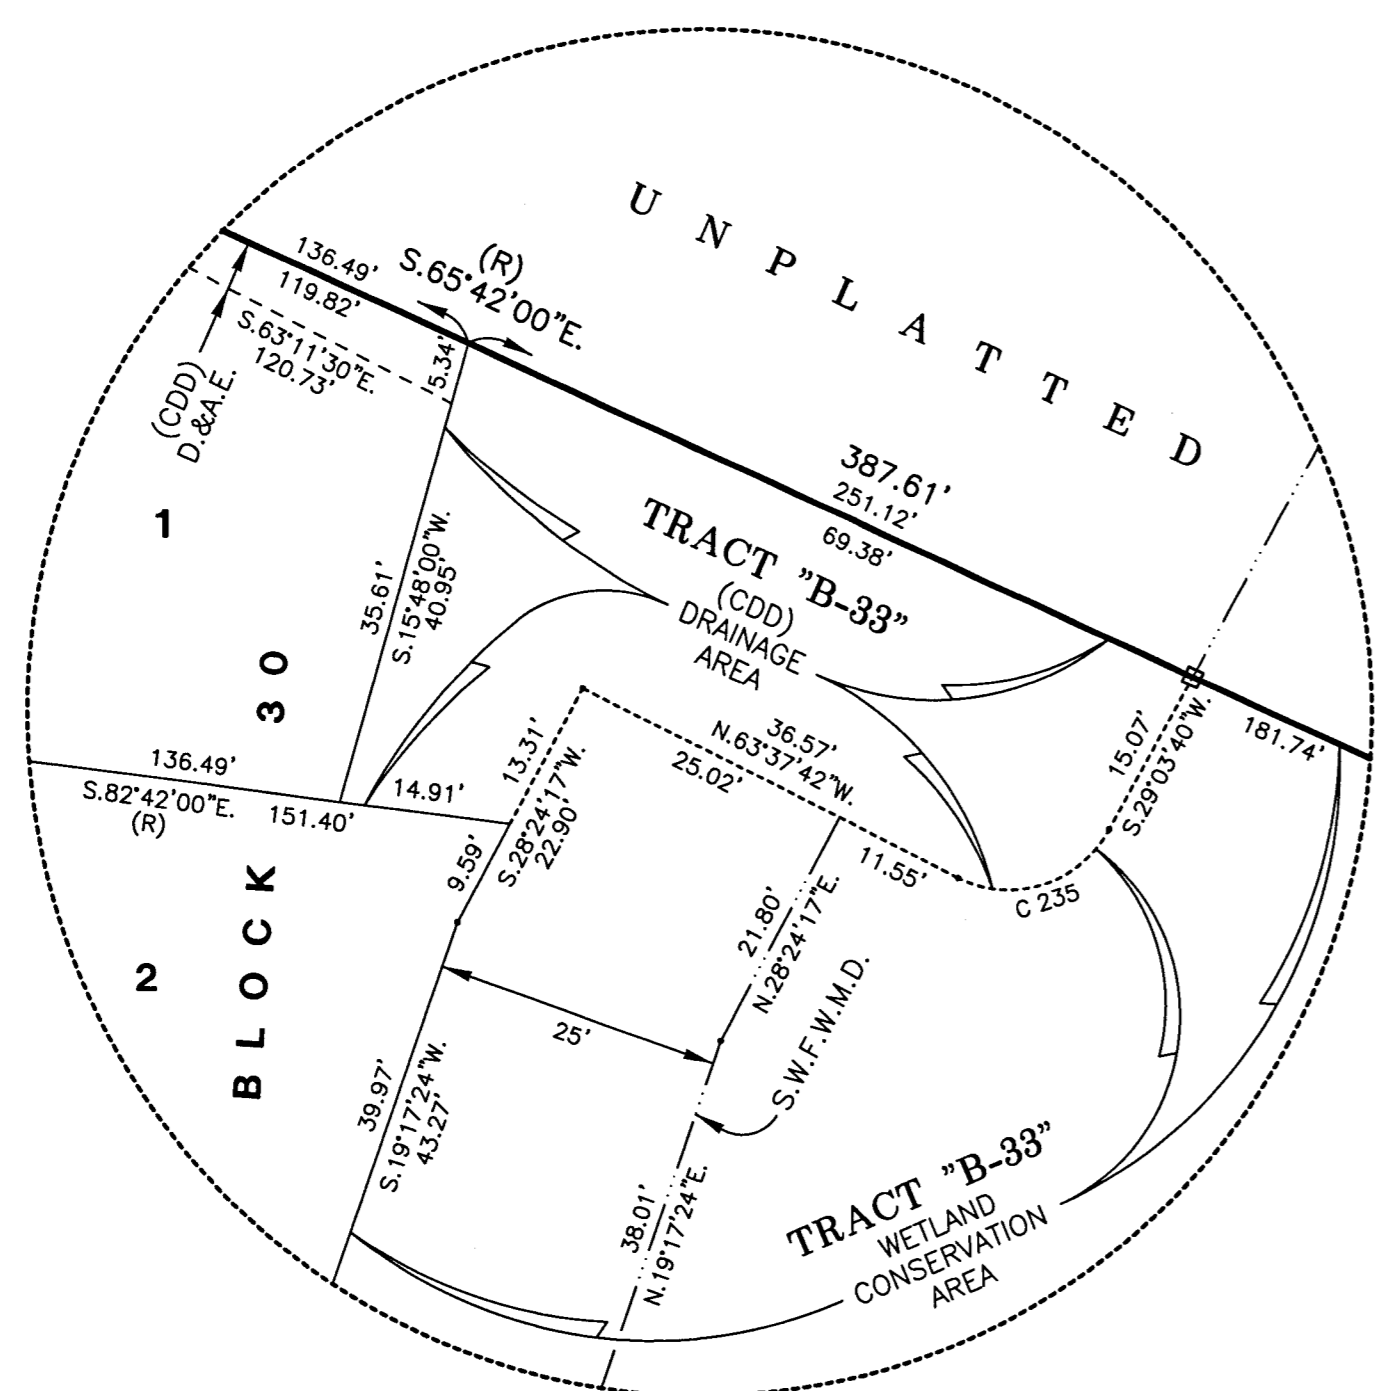 UNPLATTED
136.49'
119.82'
(R)
S.65°42'00"E.
S.63°11'30"E.
120.73'
5.34'
(CDD)
D.&A.E.
387.61'
251.12'
69.38'
TRACT "B-33"
(CDD)
DRAINAGE
AREA
1
35.61'
S.15°48'00"W.
40.95'
BLOCK 30
136.49'
S.82°42'00"E.
(R)
151.40'
14.91'
13.31'
S.28°24'17"W.
22.90'
9.59'
36.57'
N.63°37'42"W.
25.02'
11.55'
C 235
15.07'
S.29°03'40"W.
181.74'
21.80'
N.28°24'17"E.
S.W.F.W.M.D.
2
25'
39.97'
S.19°17'24"W.
43.27'
38.01'
N.19°17'24"E.
TRACT "B-33"
WETLAND
CONSERVATION
AREA